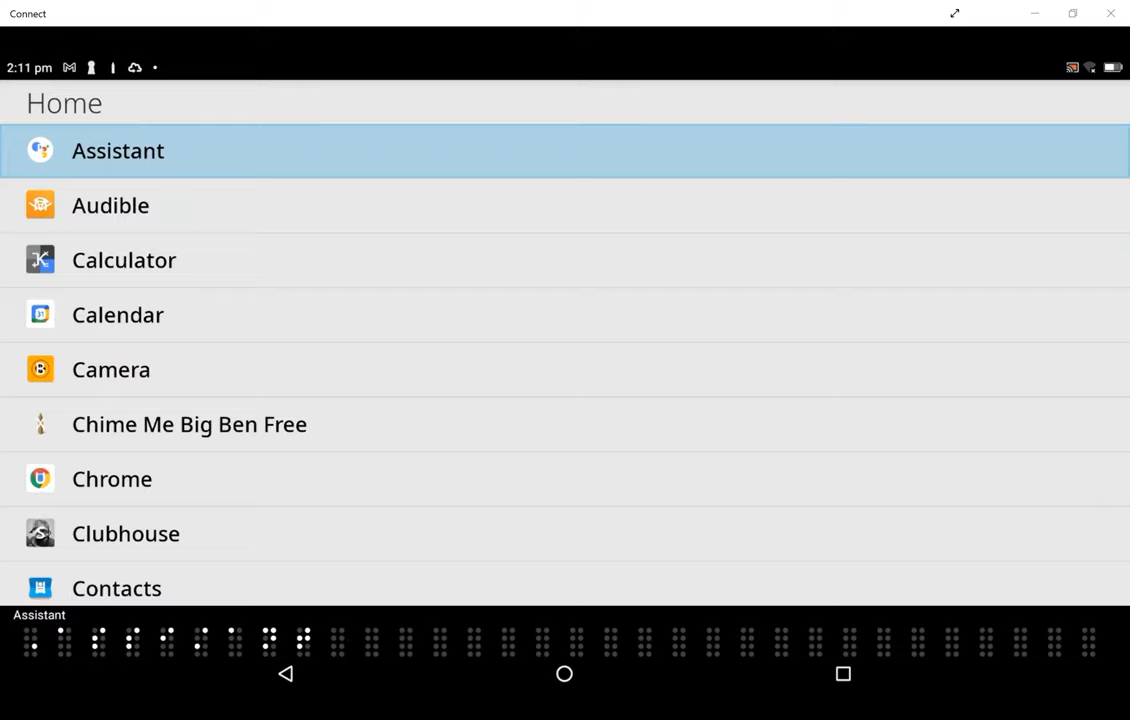 Connect
2:11 pm
Home
Assistant
Audible
Calculator
Calendar
Camera
Chime Me Big Ben Free
Chrome
Clubhouse
Contacts
Assistant